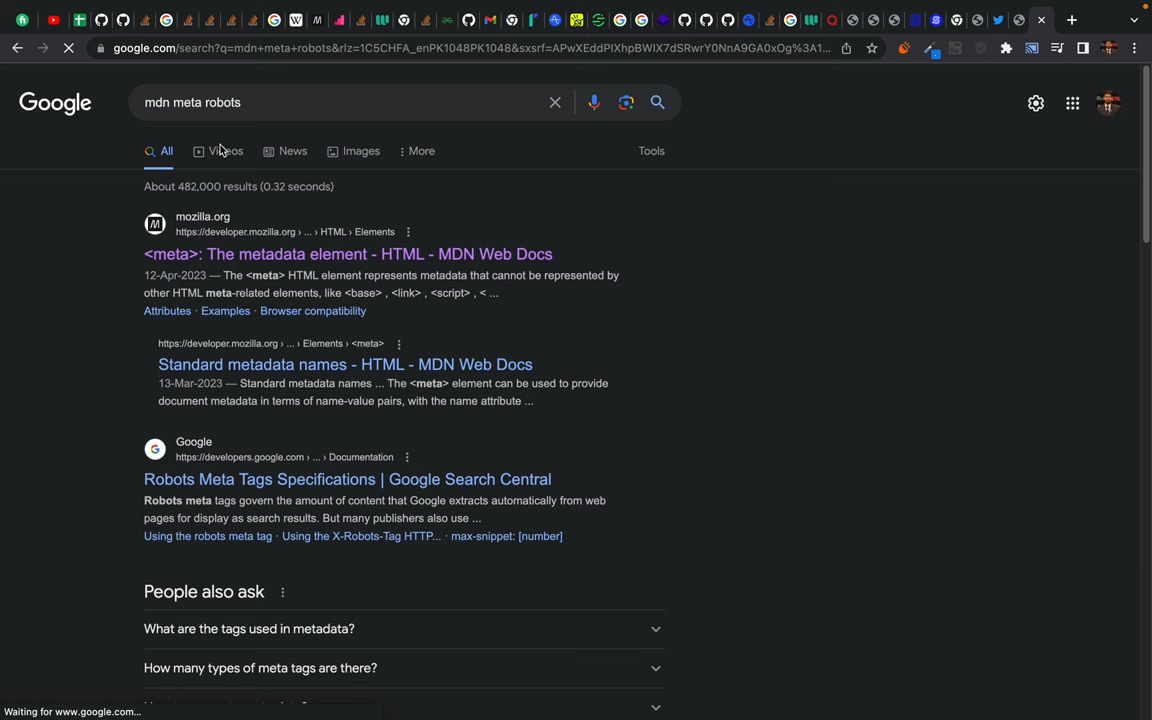 google.com/search?q=mdn+meta+robots&rlz=1C5CHFA_enPK1048PK1048&sxsrf=APwXEddPIXhpBWIX7dSRwrY0NnA9GA0xOg%3A1...
Google
mdn meta robots
All
Videos
News
Images
More
Tools
About 482,000 results (0.32 seconds)
mozilla.org
https://developer.mozilla.org › ... › HTML › Elements
<meta>: The metadata element - HTML - MDN Web Docs
12-Apr-2023 — The <meta> HTML element represents metadata that cannot be represented by
other HTML meta-related elements, like <base> , <link> , <script> , < ...
Attributes · Examples · Browser compatibility
https://developer.mozilla.org › ... › Elements › <meta>
Standard metadata names - HTML - MDN Web Docs
13-Mar-2023 — Standard metadata names ... The <meta> element can be used to provide
document metadata in terms of name-value pairs, with the name attribute ...
Google
https://developers.google.com › ... › Documentation
Robots Meta Tags Specifications | Google Search Central
Robots meta tags govern the amount of content that Google extracts automatically from web
pages for display as search results. But many publishers also use ...
Using the robots meta tag · Using the X-Robots-Tag HTTP... · max-snippet: [number]
People also ask
What are the tags used in metadata?
How many types of meta tags are there?
Waiting for www.google.com...